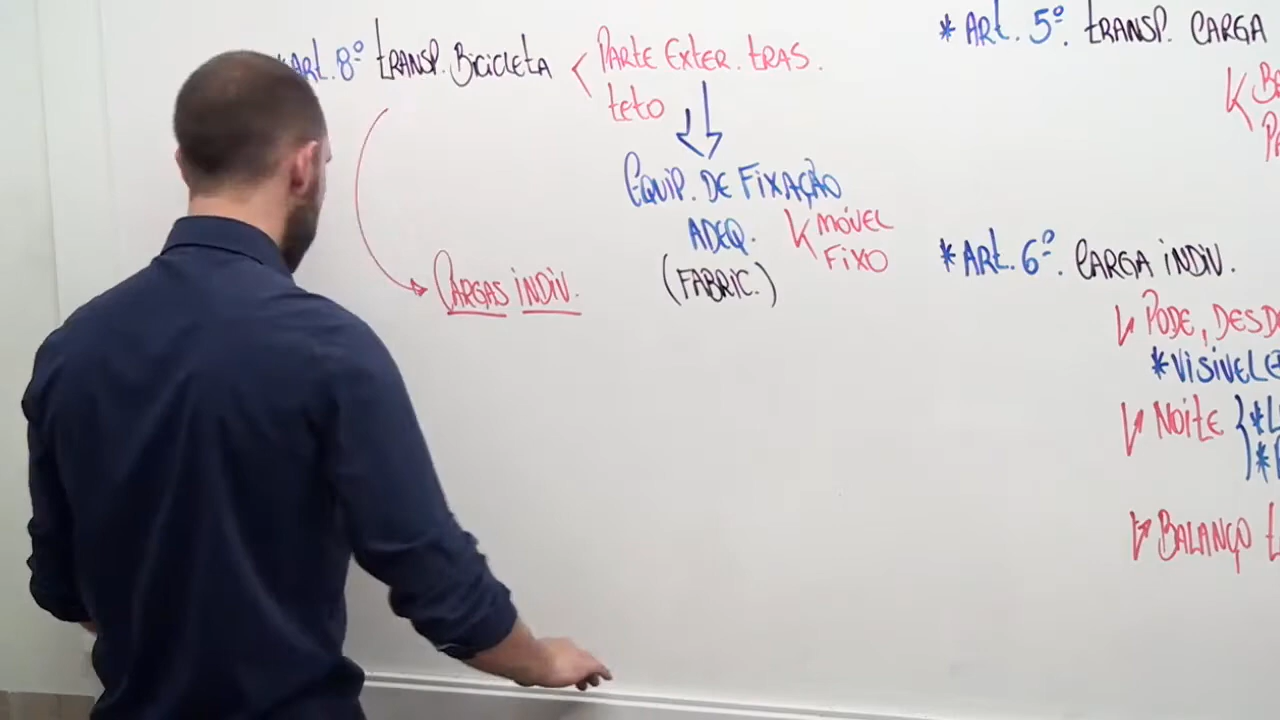 *Art. 8º transp. Bicicleta
Parte Exter. tras.
teto
Equip. de Fixação
Adeq.
Móvel
Fixo
(Fabric.)
Cargas indiv.
*Art. 5º. transp. Carga
*Art. 6º. Carga indiv.
Pode,
*Visível
Noite
Balanço